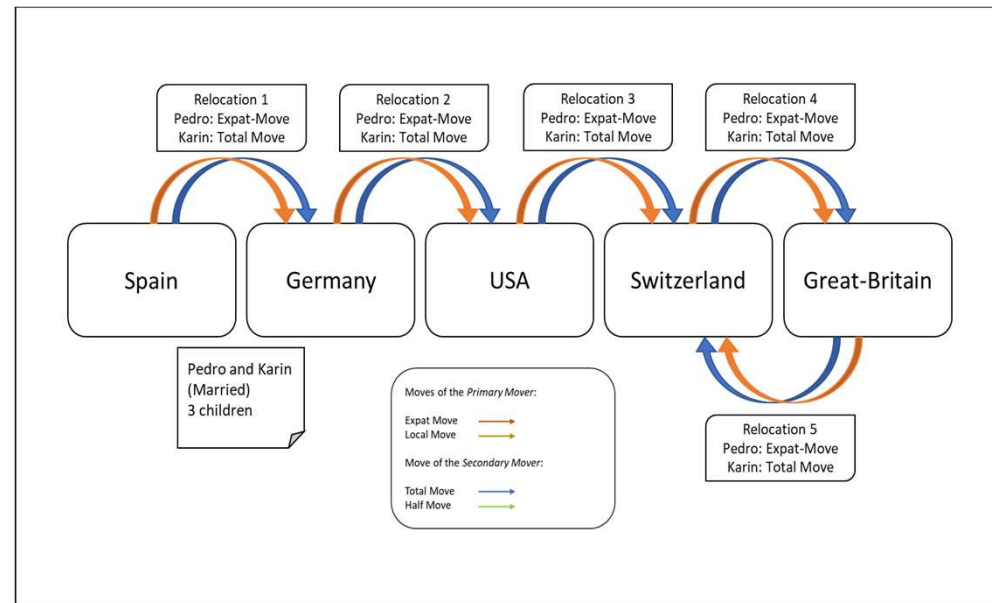 Relocation 1
Pedro: Expat-Move
Karin: Total Move
Relocation 2
Pedro: Expat-Move
Karin: Total Move
Relocation 3
Pedro: Expat-Move
Karin: Total Move
Relocation 4
Pedro: Expat-Move
Karin: Total Move
Spain
Germany
USA
Switzerland
Great-Britain
Pedro and Karin
(Married)
3 children
Moves of the Primary Mover:
Expat Move
Local Move
Move of the Secondary Mover:
Total Move
Half Move
Relocation 5
Pedro: Expat-Move
Karin: Total Move